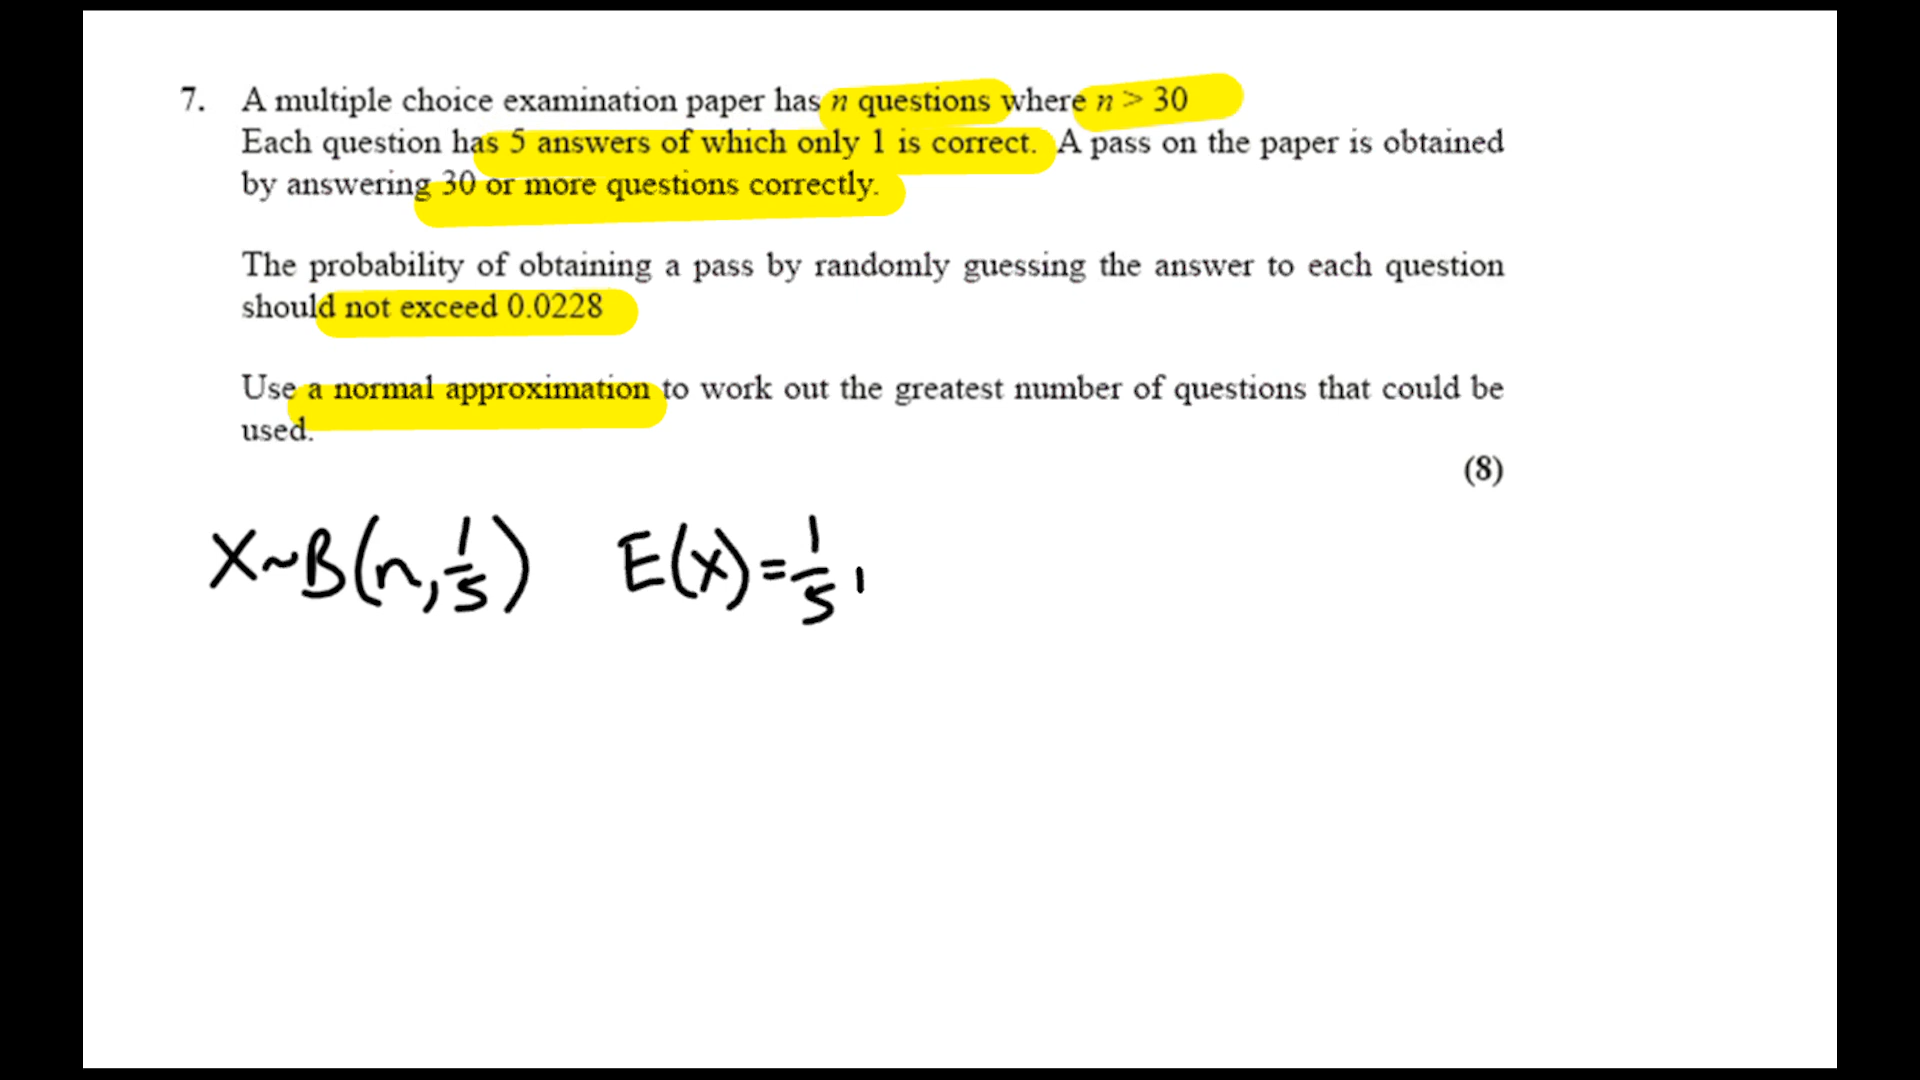 7. A multiple choice examination paper has n questions where n > 30
Each question has 5 answers of which only 1 is correct. A pass on the paper is obtained
by answering 30 or more questions correctly.
The probability of obtaining a pass by randomly guessing the answer to each question
should not exceed 0.0228
Use a normal approximation to work out the greatest number of questions that could be
used.
(8)
X~B(n, 1/5) E(X) = 1/5